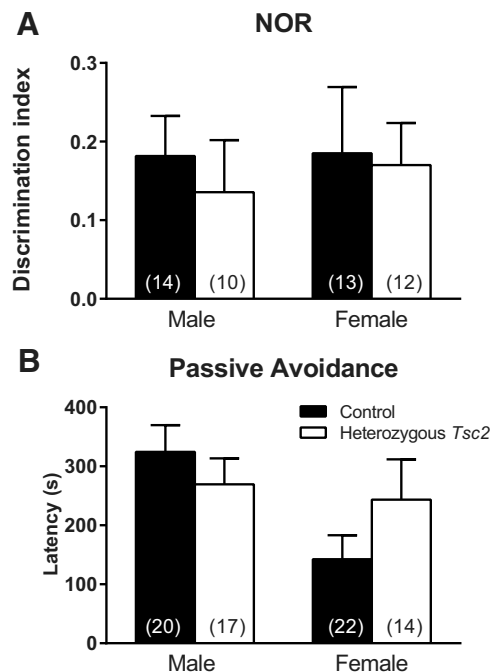 A
NOR
Discrimination index
0.3
0.2
0.1
0.0
(14) (10) (13) (12)
Male Female
B
Passive Avoidance
Latency (s)
400
300
200
100
0
Control
Heterozygous Tsc2
(20) (17) (22) (14)
Male Female